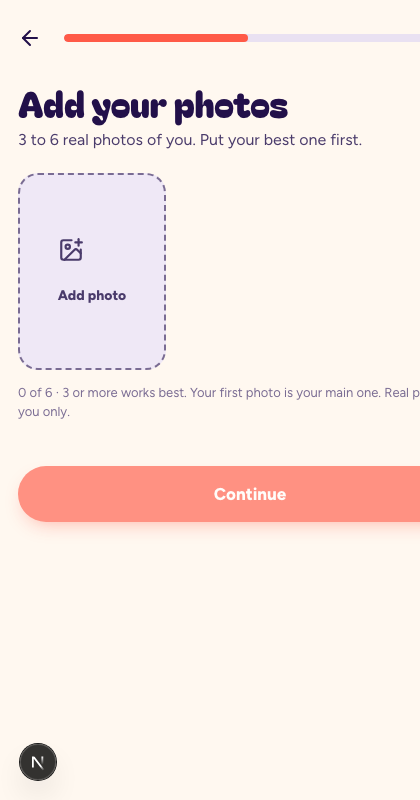 Add your photos
3 to 6 real photos of you. Put your best one first.
Add photo
0 of 6 · 3 or more works best. Your first photo is your main one. Real p
you only.
Continue
N